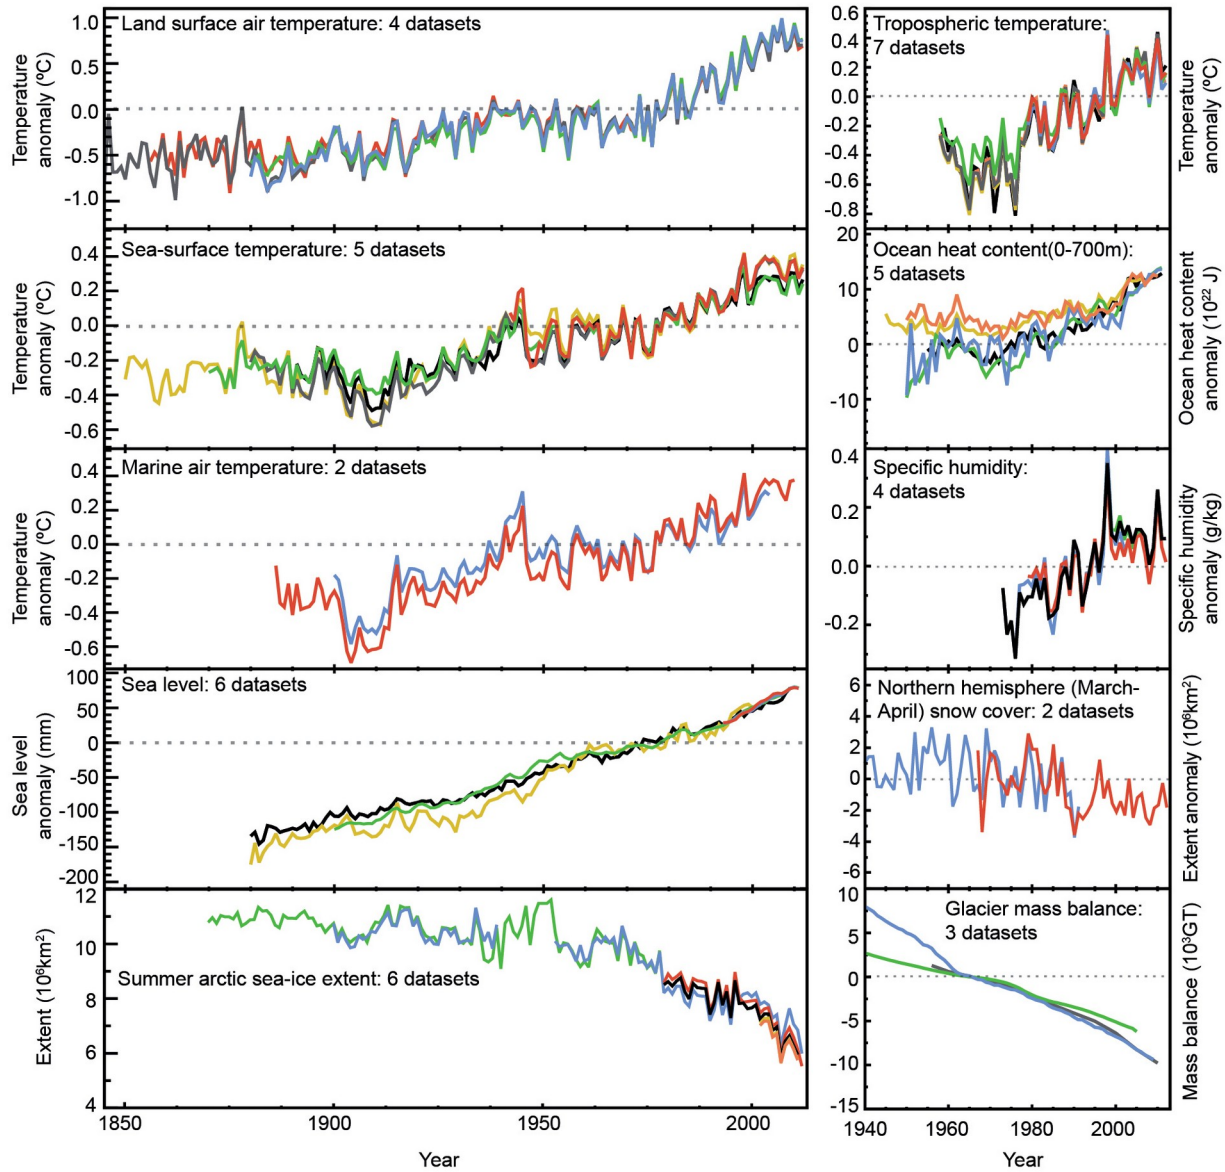 Land surface air temperature: 4 datasets
Temperature
anomaly (ºC)
1.0
0.5
0.0
-0.5
-1.0
Sea-surface temperature: 5 datasets
Temperature
anomaly (ºC)
0.4
0.2
0.0
-0.2
-0.4
-0.6
Marine air temperature: 2 datasets
Temperature
anomaly (ºC)
0.4
0.2
0.0
-0.2
-0.4
-0.6
Sea level: 6 datasets
Sea level
anomaly (mm)
100
50
0
-50
-100
-150
-200
Summer arctic sea-ice extent: 6 datasets
Extent (10⁶km²)
12
10
8
6
4
1850
1900
1950
2000
Year
Tropospheric temperature:
7 datasets
Temperature
anomaly (ºC)
0.6
0.4
0.2
0.0
-0.2
-0.4
-0.6
-0.8
Ocean heat content(0-700m):
5 datasets
Ocean heat content
anomaly (10²² J)
20
10
0
-10
Specific humidity:
4 datasets
Specific humidity
anomaly (g/kg)
0.4
0.2
0.0
-0.2
Northern hemisphere (March-
April) snow cover: 2 datasets
Extent anomaly (10⁶km²)
6
4
2
0
-2
-4
-6
Glacier mass balance:
3 datasets
Mass balance (10³GT)
10
5
0
-5
-10
-15
1940
1960
1980
2000
Year